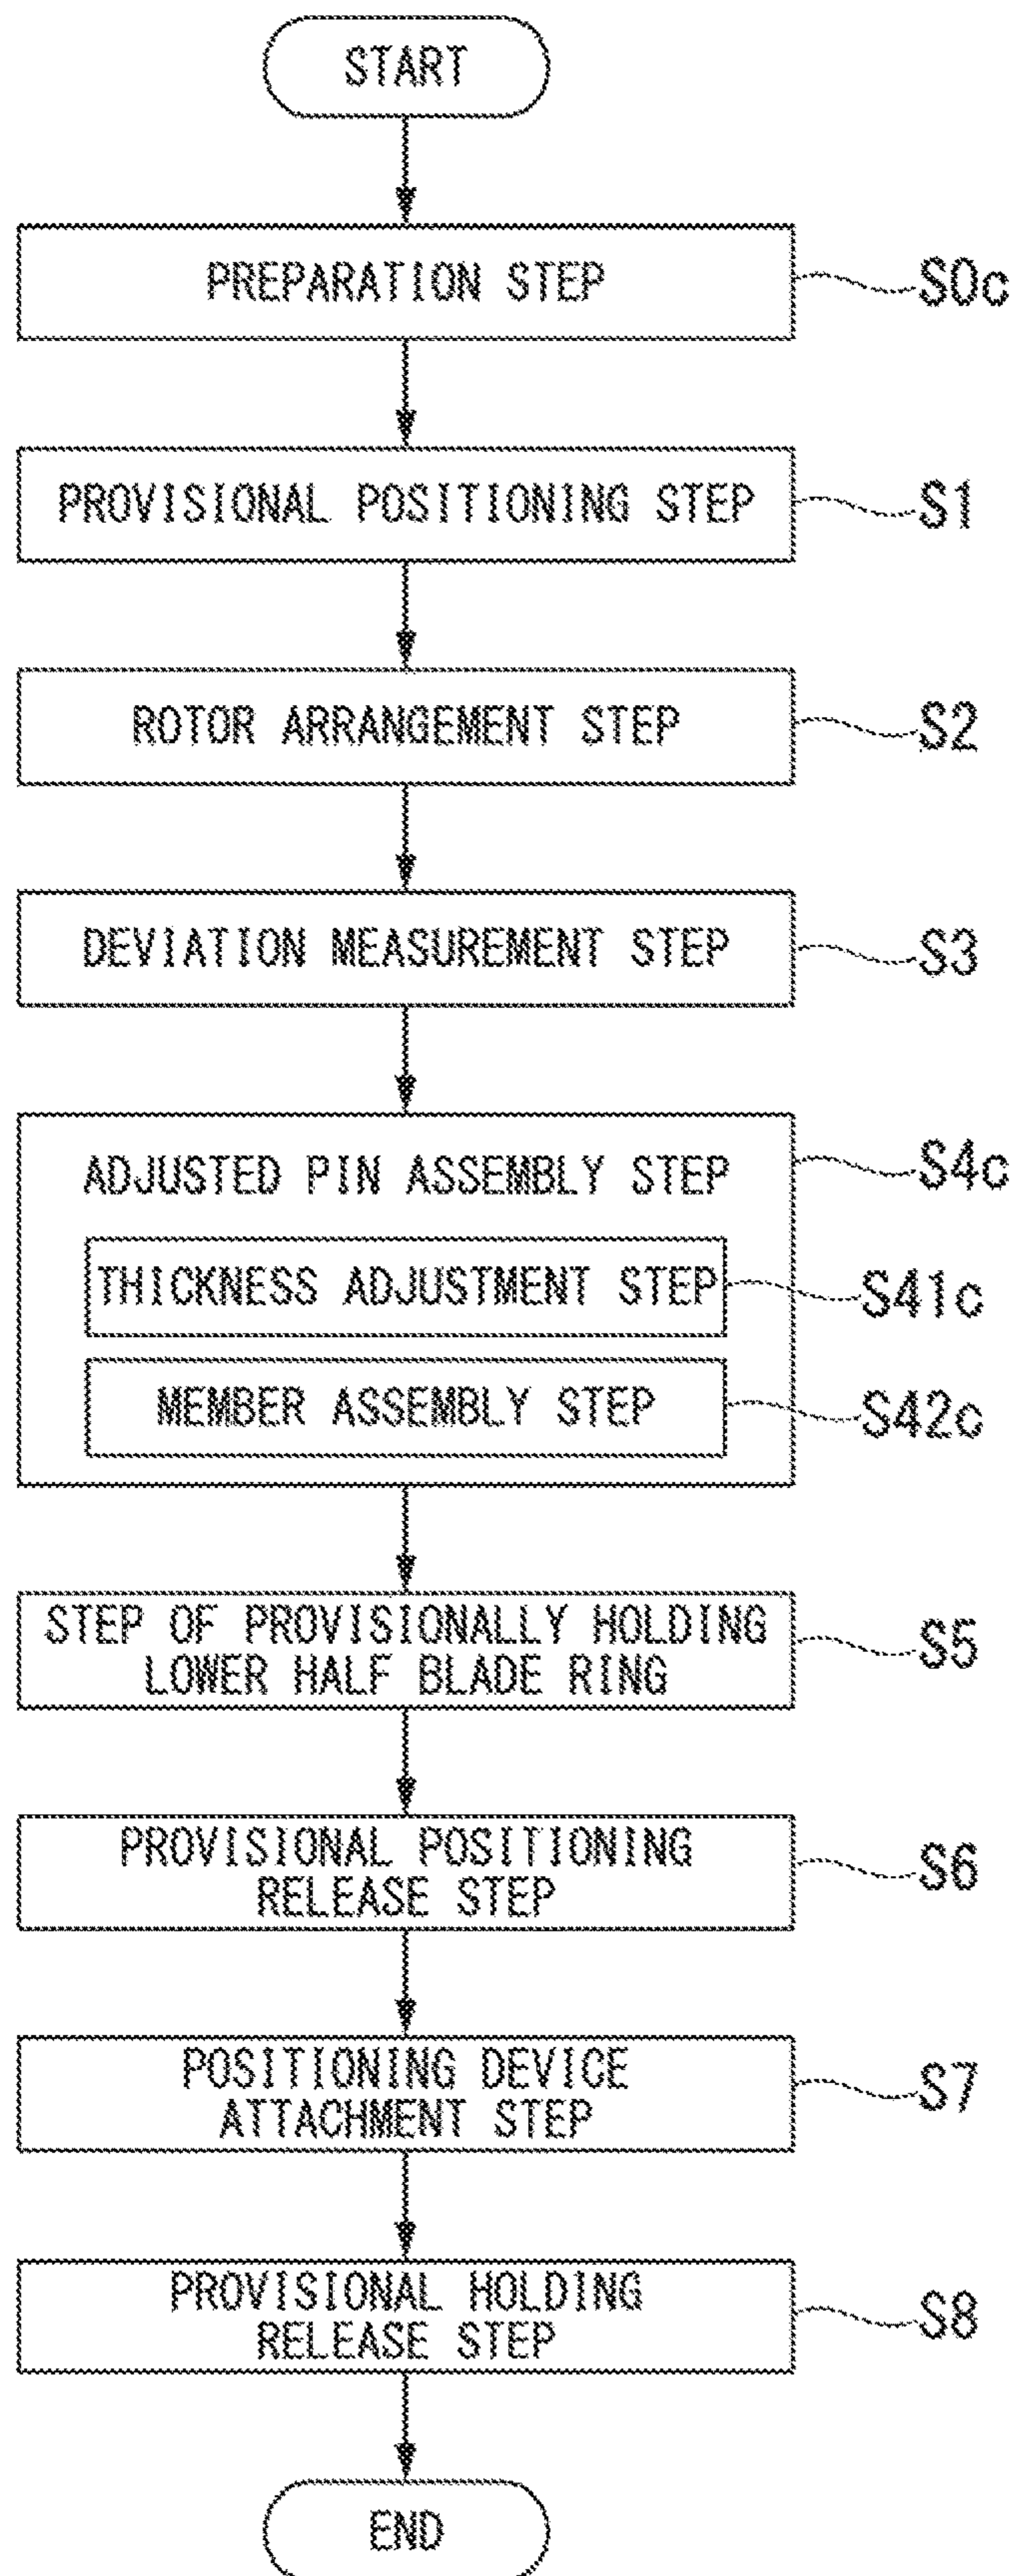 START
PREPARATION STEP
S0c
PROVISIONAL POSITIONING STEP
S1
ROTOR ARRANGEMENT STEP
S2
DEVIATION MEASUREMENT STEP
S3
ADJUSTED PIN ASSEMBLY STEP
S4c
THICKNESS ADJUSTMENT STEP
S41c
MEMBER ASSEMBLY STEP
S42c
STEP OF PROVISIONALLY HOLDING
LOWER HALF BLADE RING
S5
PROVISIONAL POSITIONING
RELEASE STEP
S6
POSITIONING DEVICE
ATTACHMENT STEP
S7
PROVISIONAL HOLDING
RELEASE STEP
S8
END